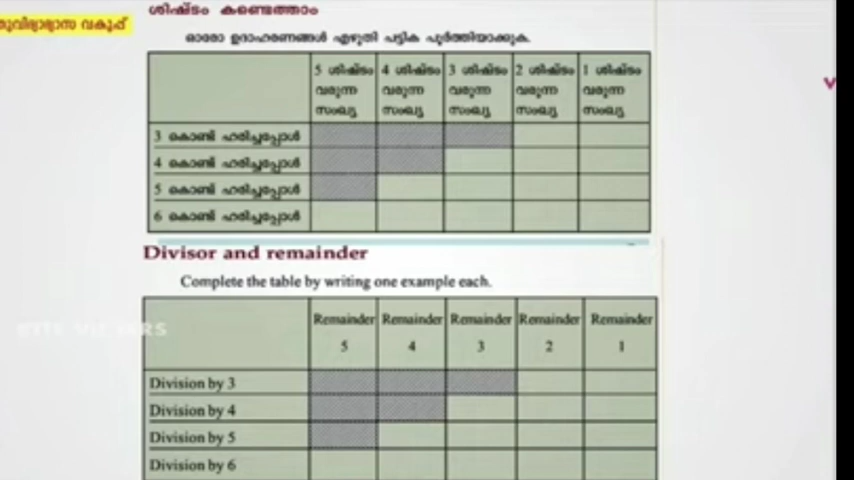 ശിഷ്ടം കണ്ടെത്താം
തുവിദ്യാഭ്യാസ വകുപ്പ്
ഓരോ ഉദാഹരണങ്ങൾ എഴുതി പട്ടിക പൂർത്തിയാക്കുക.
5 ശിഷ്ടം 4 ശിഷ്ടം 3 ശിഷ്ടം 2 ശിഷ്ടം 1 ശിഷ്ടം
വരുന്ന വരുന്ന വരുന്ന വരുന്ന വരുന്ന
സംഖ്യ സംഖ്യ സംഖ്യ സംഖ്യ സംഖ്യ
3 കൊണ്ട് ഹരിച്ചപ്പോൾ
4 കൊണ്ട് ഹരിച്ചപ്പോൾ
5 കൊണ്ട് ഹരിച്ചപ്പോൾ
6 കൊണ്ട് ഹരിച്ചപ്പോൾ
Divisor and remainder
Complete the table by writing one example each.
Remainder Remainder Remainder Remainder Remainder
5 4 3 2 1
Division by 3
Division by 4
Division by 5
Division by 6